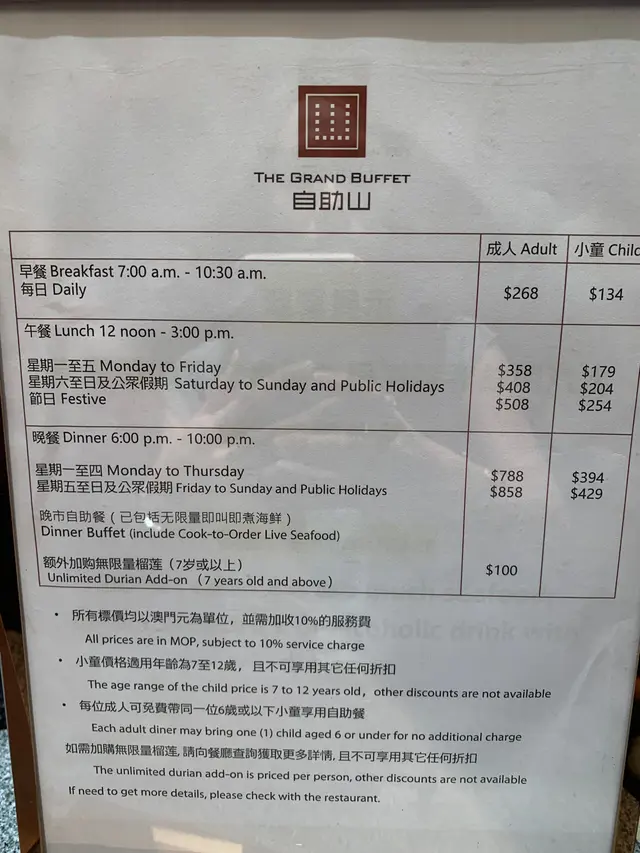 THE GRAND BUFFET
自助山
成人 Adult 小童 Child
早餐 Breakfast 7:00 a.m. - 10:30 a.m.
每日 Daily $268 $134
午餐 Lunch 12 noon - 3:00 p.m.
星期一至五 Monday to Friday $358 $179
星期六至日及公眾假期 Saturday to Sunday and Public Holidays $408 $204
節日 Festive $508 $254
晚餐 Dinner 6:00 p.m. - 10:00 p.m.
星期一至四 Monday to Thursday $788 $394
星期五至日及公眾假期 Friday to Sunday and Public Holidays $858 $429
晚市自助餐（已包括无限量即叫即煮海鲜）
Dinner Buffet (include Cook-to-Order Live Seafood)
额外加购無限量榴莲（7岁或以上）
Unlimited Durian Add-on （7 years old and above） $100
• 所有標價均以澳門元為單位，並需加收10%的服務費
All prices are in MOP, subject to 10% service charge
• 小童價格適用年齡為7至12歲，且不可享用其它任何折扣
The age range of the child price is 7 to 12 years old，other discounts are not available
• 每位成人可免費帶同一位6歲或以下小童享用自助餐
Each adult diner may bring one (1) child aged 6 or under for no additional charge
如需加購無限量榴莲, 請向餐廳查詢獲取更多詳情, 且不可享用其它任何折扣
The unlimited durian add-on is priced per person, other discounts are not available
If need to get more details, please check with the restaurant.